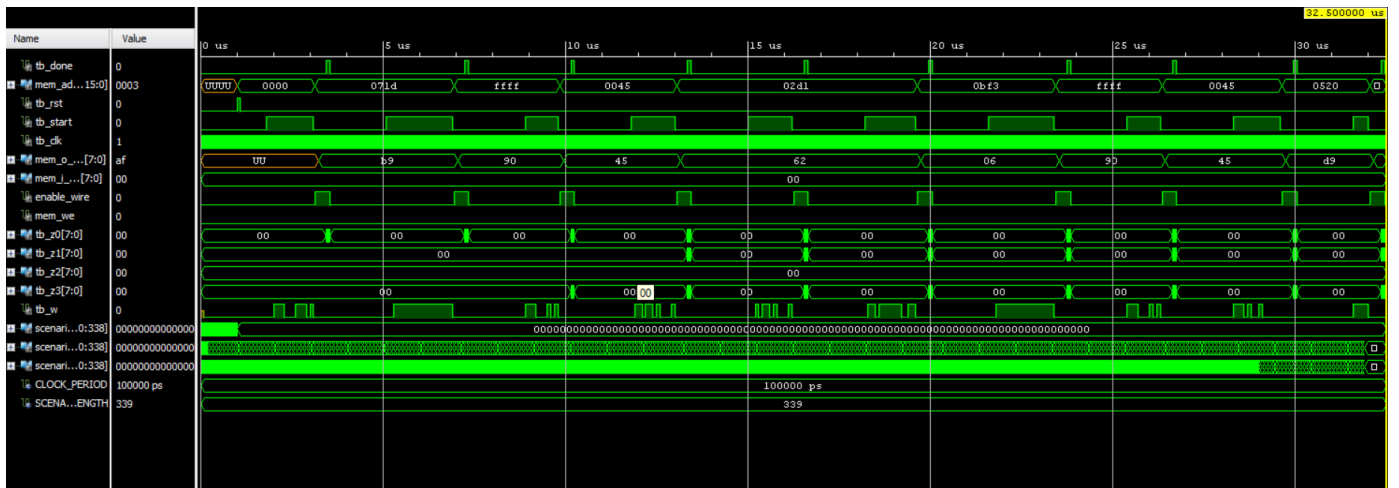 32.500000 us
Name Value
0 us 5 us 10 us 15 us 20 us 25 us 30 us
tb_done 0
mem_ad...15:0] 0003 UUUU 0000 071d ffff 0045 02d1 0bf3 ffff 0045 0520
tb_rst 0
tb_start 0
tb_clk 1
mem_o_...[7:0] af UU b9 90 45 62 06 90 45 d9
mem_i_...[7:0] 00 00
enable_wire 0
mem_we 0
tb_z0[7:0] 00 00 00 00 00 00 00 00 00 00 00
tb_z1[7:0] 00 00 00 00 00 00 00 00
tb_z2[7:0] 00 00
tb_z3[7:0] 00 00 00 00 00 00 00 00 00 00
tb_w 0
scenari...0:338] 00000000000000
scenari...0:338] 00000000000000
scenari...0:338] 00000000000000
CLOCK_PERIOD 100000 ps 100000 ps
SCENA...ENGTH 339 339